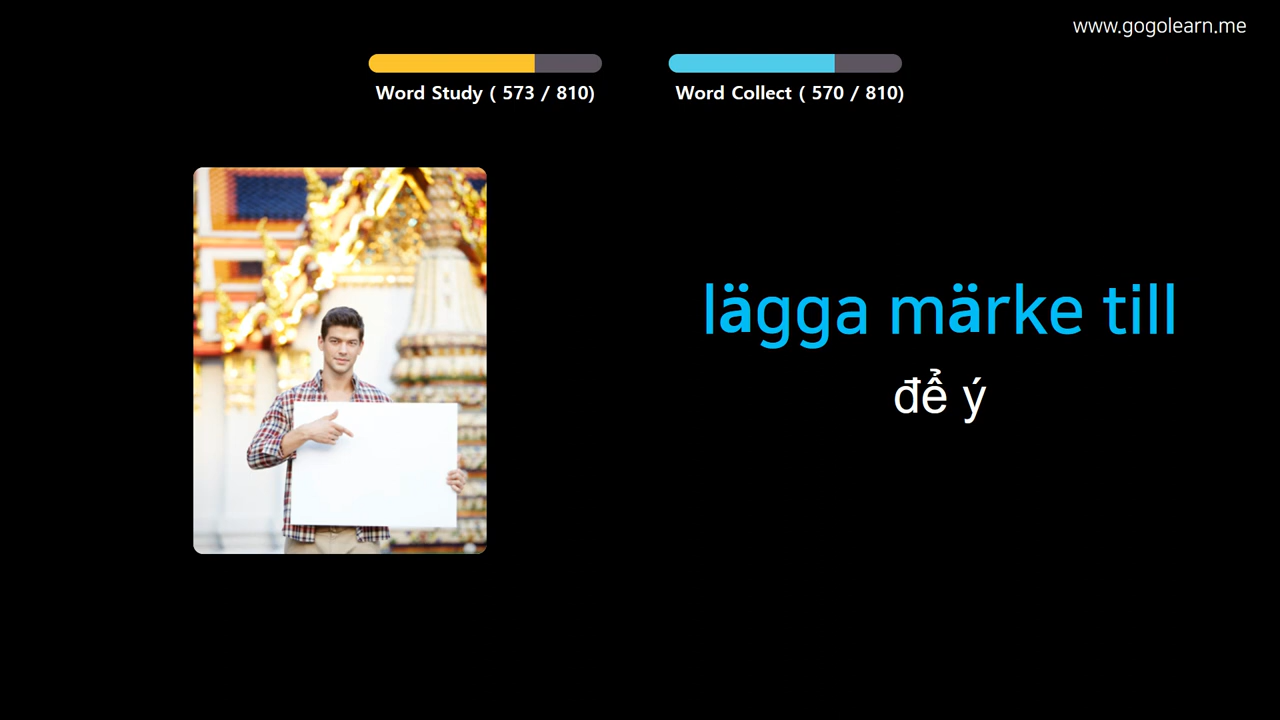 www.gogolearn.me
Word Study ( 573 / 810)
Word Collect ( 570 / 810)
lägga märke till
để ý